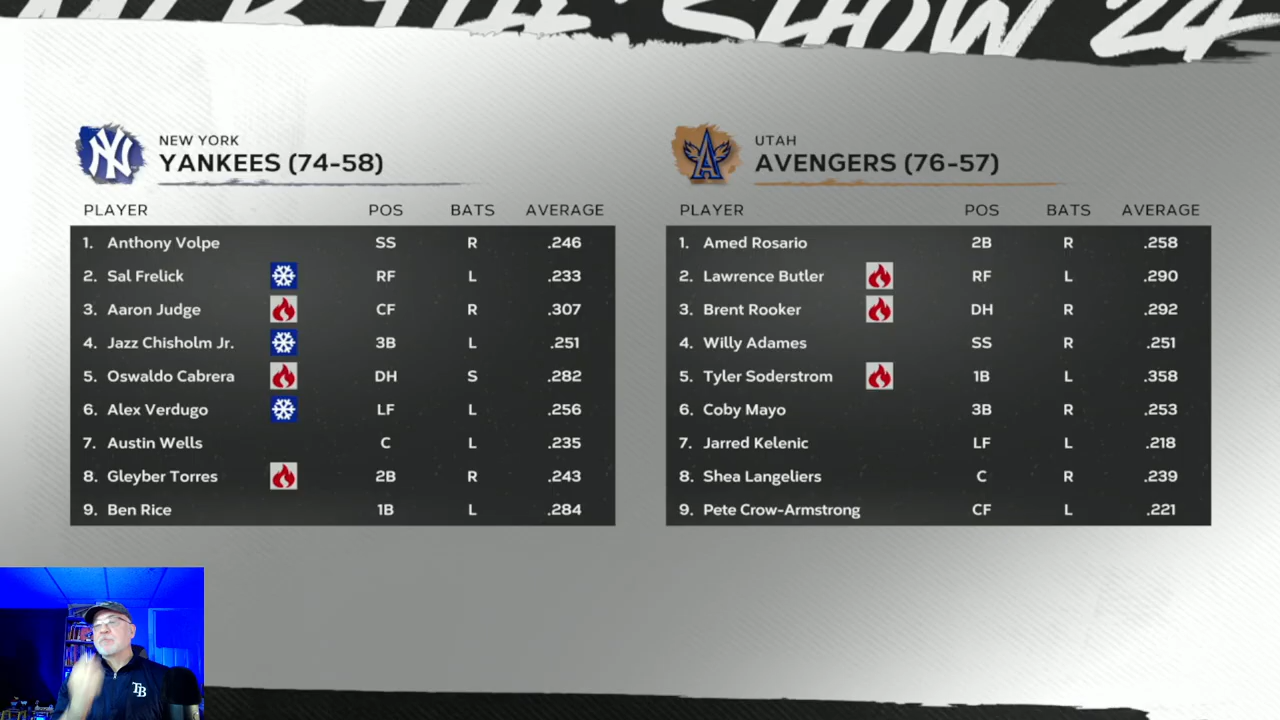 MLB THE SHOW 24
NEW YORK
YANKEES (74-58)
PLAYER POS BATS AVERAGE
1. Anthony Volpe SS R .246
2. Sal Frelick RF L .233
3. Aaron Judge CF R .307
4. Jazz Chisholm Jr. 3B L .251
5. Oswaldo Cabrera DH S .282
6. Alex Verdugo LF L .256
7. Austin Wells C L .235
8. Gleyber Torres 2B R .243
9. Ben Rice 1B L .284
UTAH
AVENGERS (76-57)
PLAYER POS BATS AVERAGE
1. Amed Rosario 2B R .258
2. Lawrence Butler RF L .290
3. Brent Rooker DH R .292
4. Willy Adames SS R .251
5. Tyler Soderstrom 1B L .358
6. Coby Mayo 3B R .253
7. Jarred Kelenic LF L .218
8. Shea Langeliers C R .239
9. Pete Crow-Armstrong CF L .221
TB